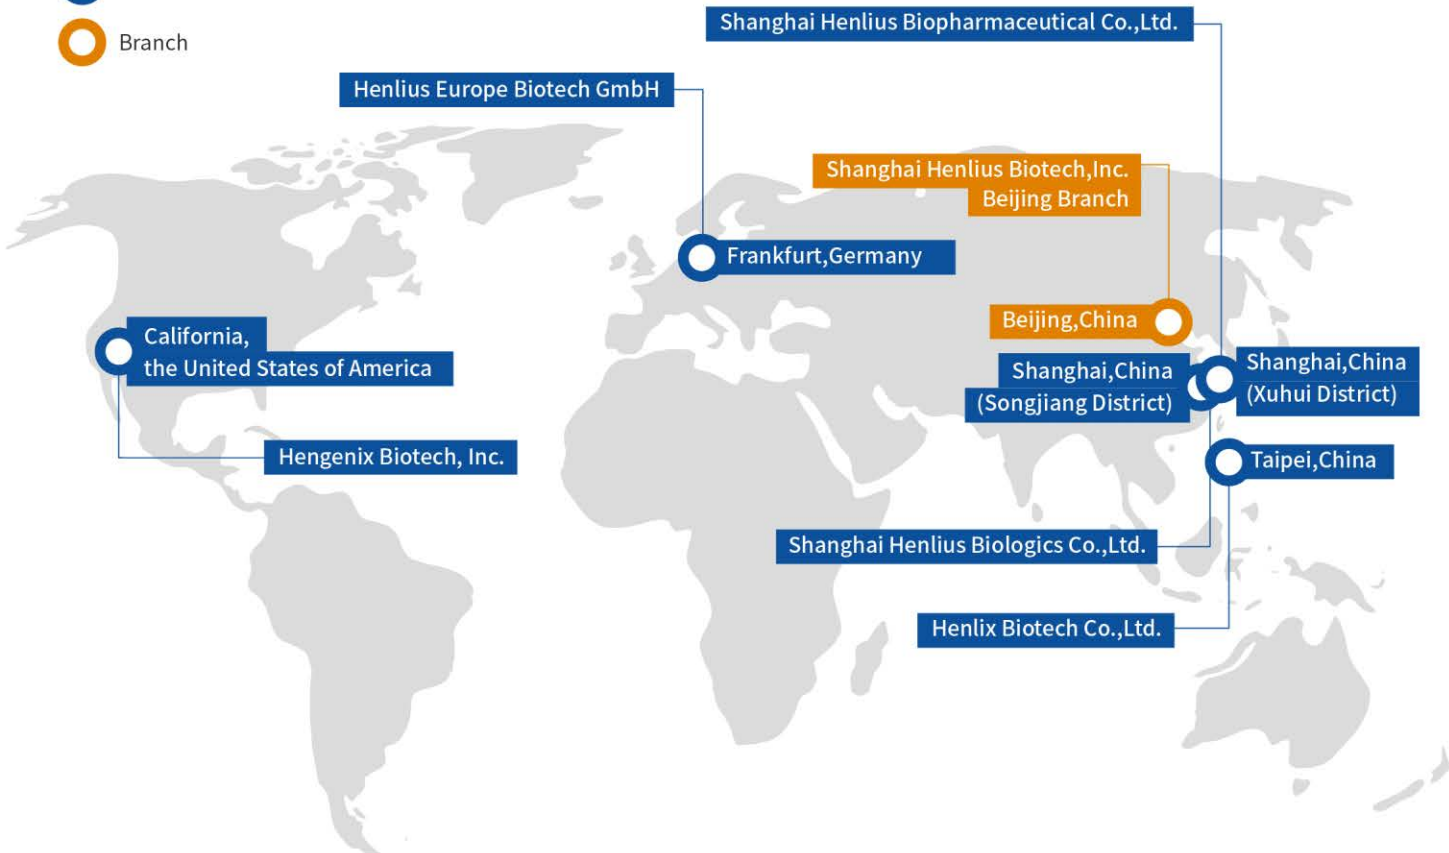 Branch
Shanghai Henlius Biopharmaceutical Co.,Ltd.
Henlius Europe Biotech GmbH
Shanghai Henlius Biotech,Inc.
Beijing Branch
Frankfurt,Germany
Beijing,China
California,
the United States of America
Shanghai,China
(Songjiang District)
Shanghai,China
(Xuhui District)
Hengenix Biotech, Inc.
Taipei,China
Shanghai Henlius Biologics Co.,Ltd.
Henlix Biotech Co.,Ltd.